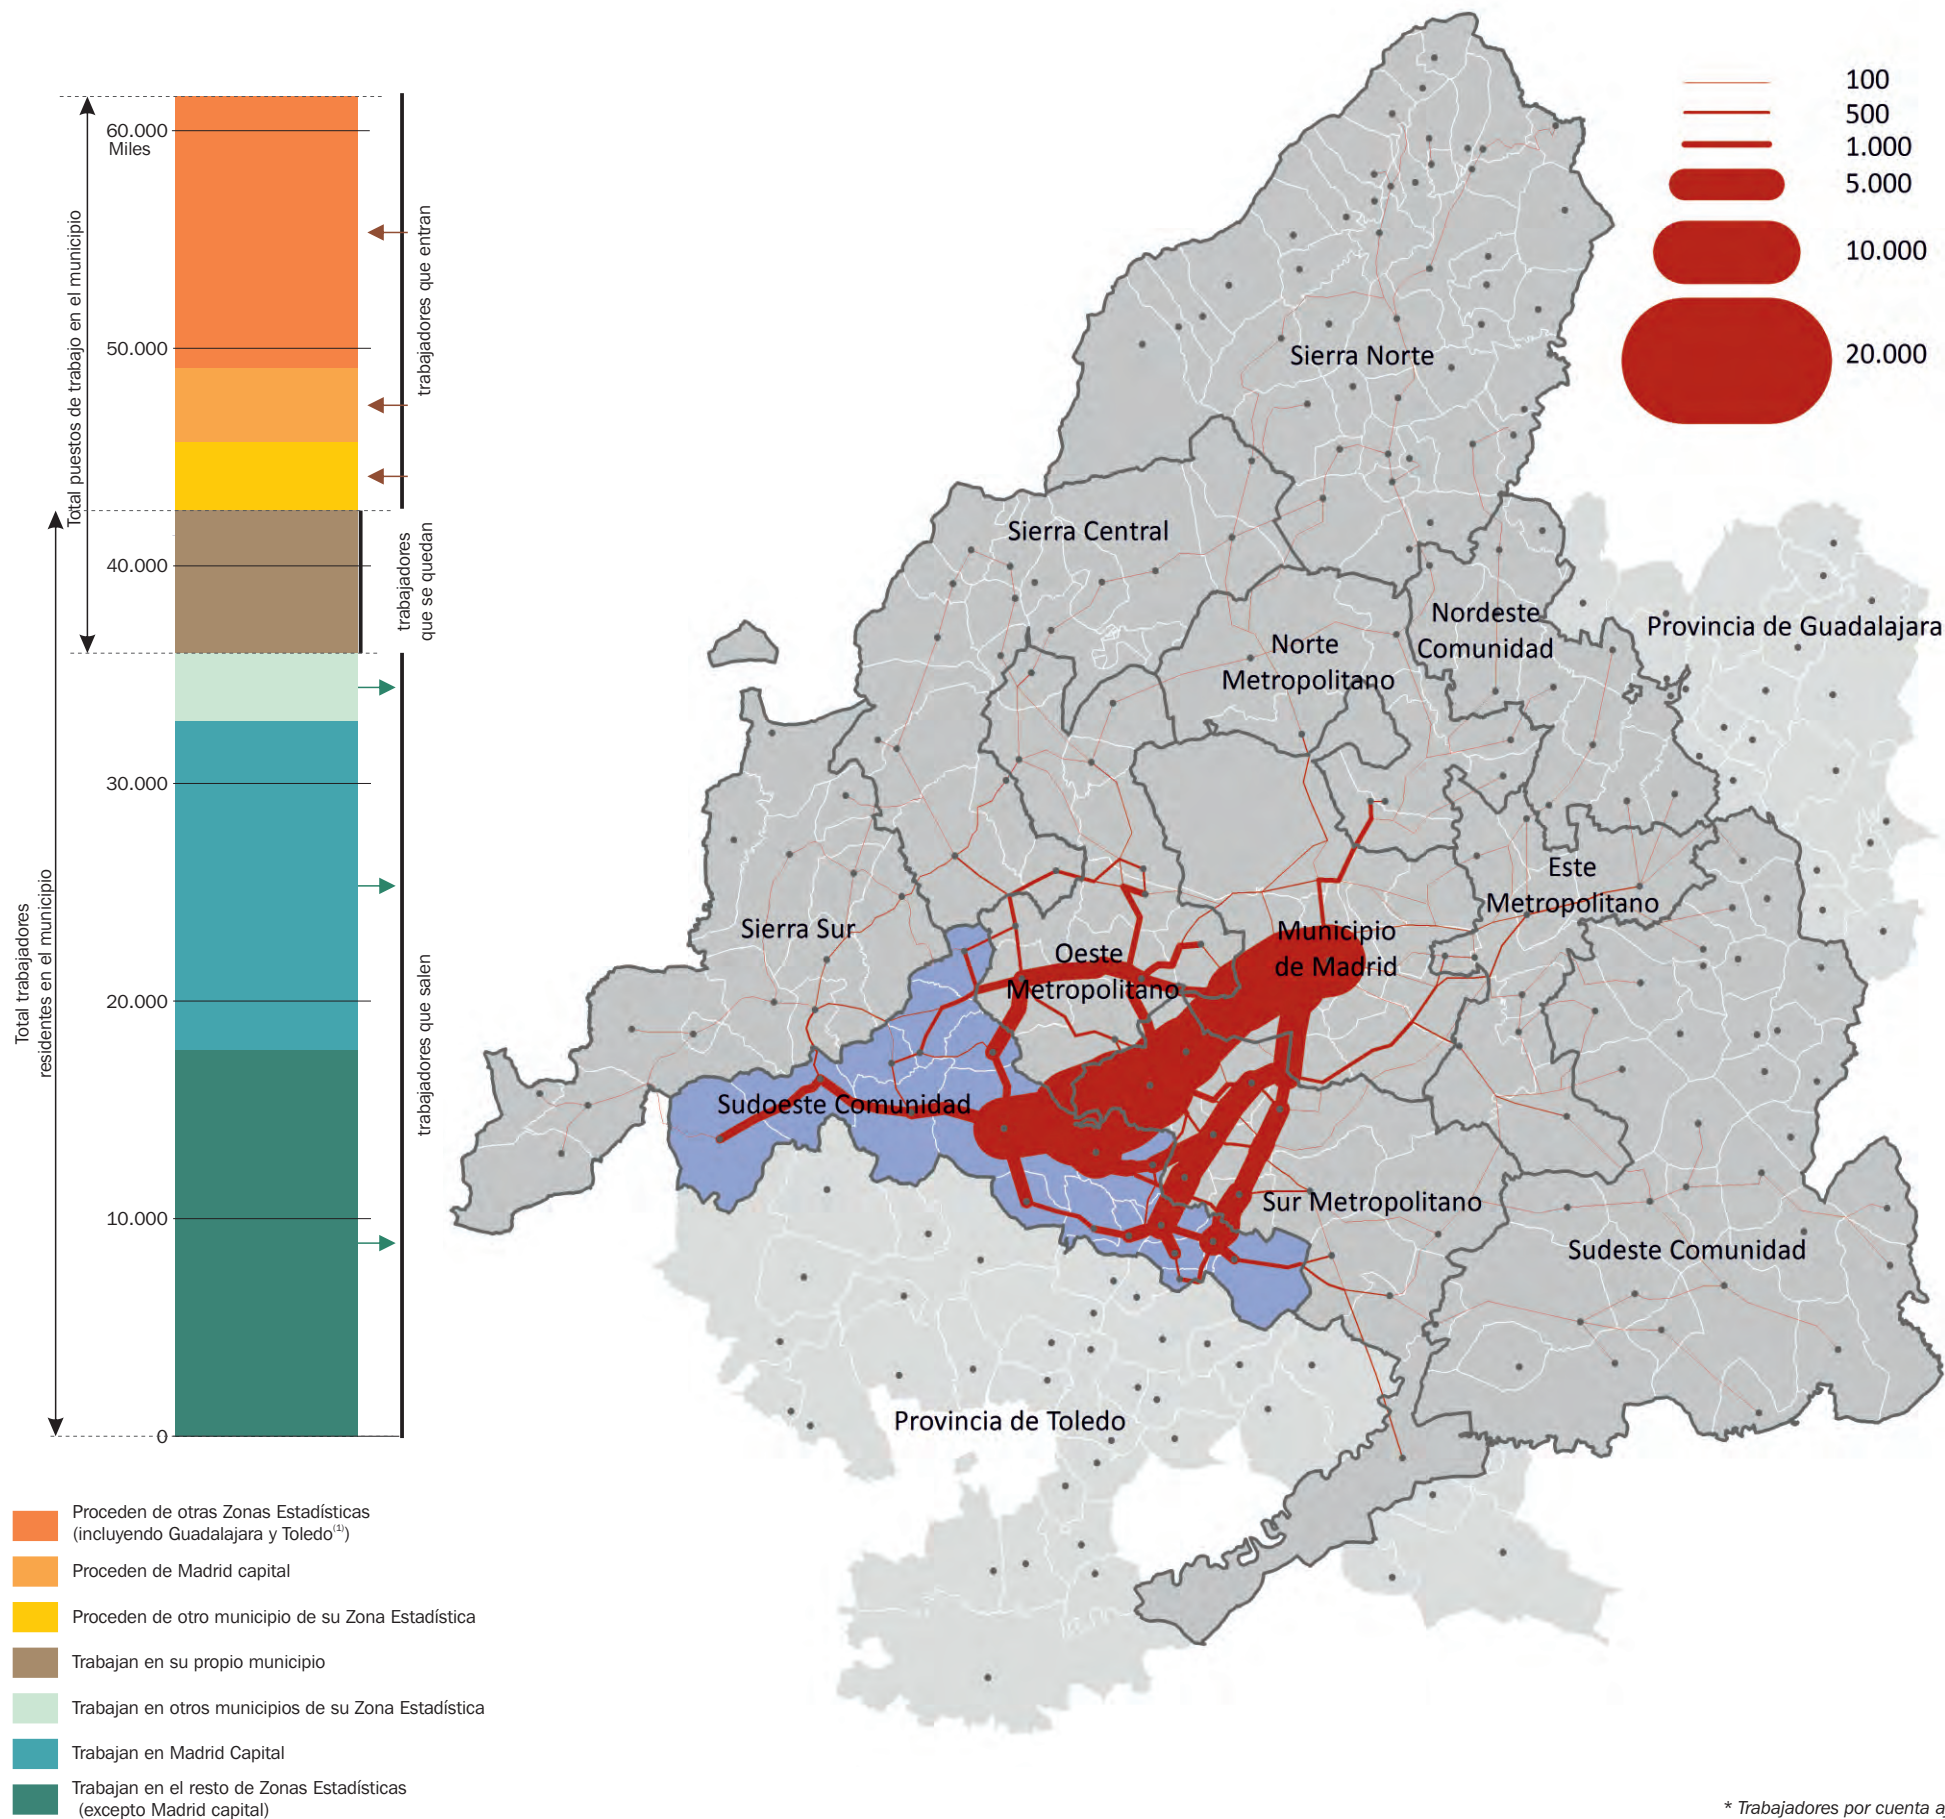 60.000
Miles
50.000
40.000
30.000
20.000
10.000
0
Total puestos de trabajo en el municipio
Total trabajadores
residentes en el municipio
trabajadores que entran
trabajadores
que se quedan
trabajadores que salen
100
500
1.000
5.000
10.000
20.000
Sierra Norte
Sierra Central
Nordeste
Comunidad
Provincia de Guadalajara
Norte
Metropolitano
Este
Metropolitano
Sierra Sur
Oeste
Metropolitano
Municipio
de Madrid
Sudoeste Comunidad
Sur Metropolitano
Sudeste Comunidad
Provincia de Toledo
Proceden de otras Zonas Estadísticas
(incluyendo Guadalajara y Toledo(1))
Proceden de Madrid capital
Proceden de otro municipio de su Zona Estadística
Trabajan en su propio municipio
Trabajan en otros municipios de su Zona Estadística
Trabajan en Madrid Capital
Trabajan en el resto de Zonas Estadísticas
(excepto Madrid capital)
* Trabajadores por cuenta